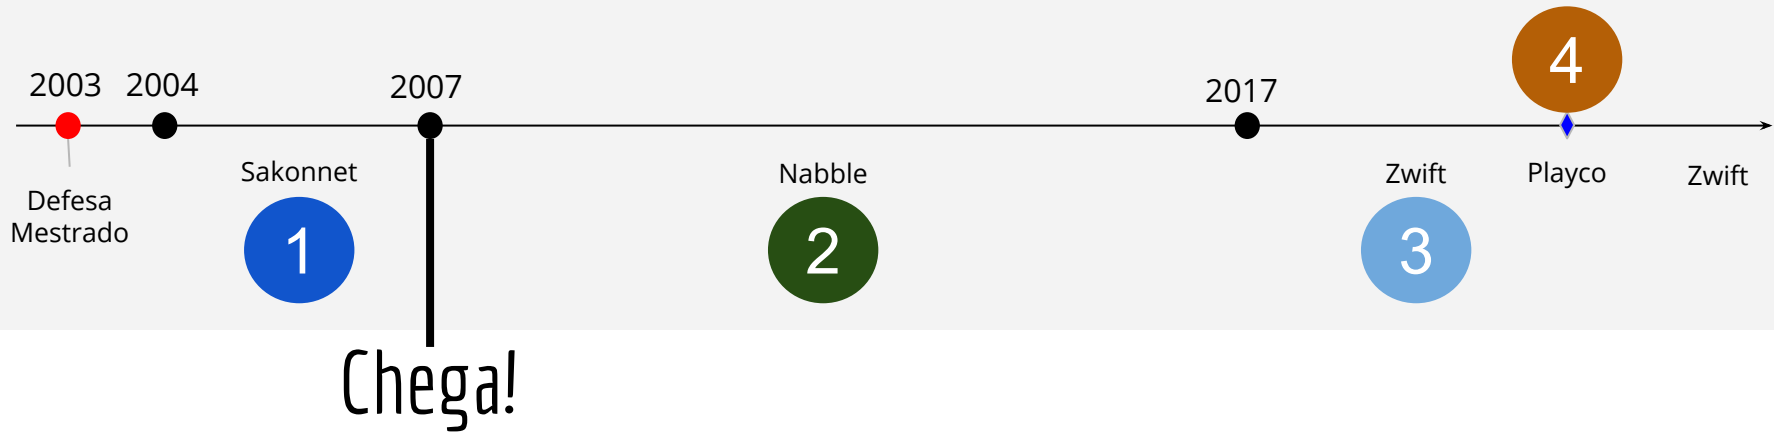 2003
2004
2007
2017
4
Defesa
Mestrado
Sakonnet
1
Nabble
2
Zwift
3
Playco
Zwift
Chega!